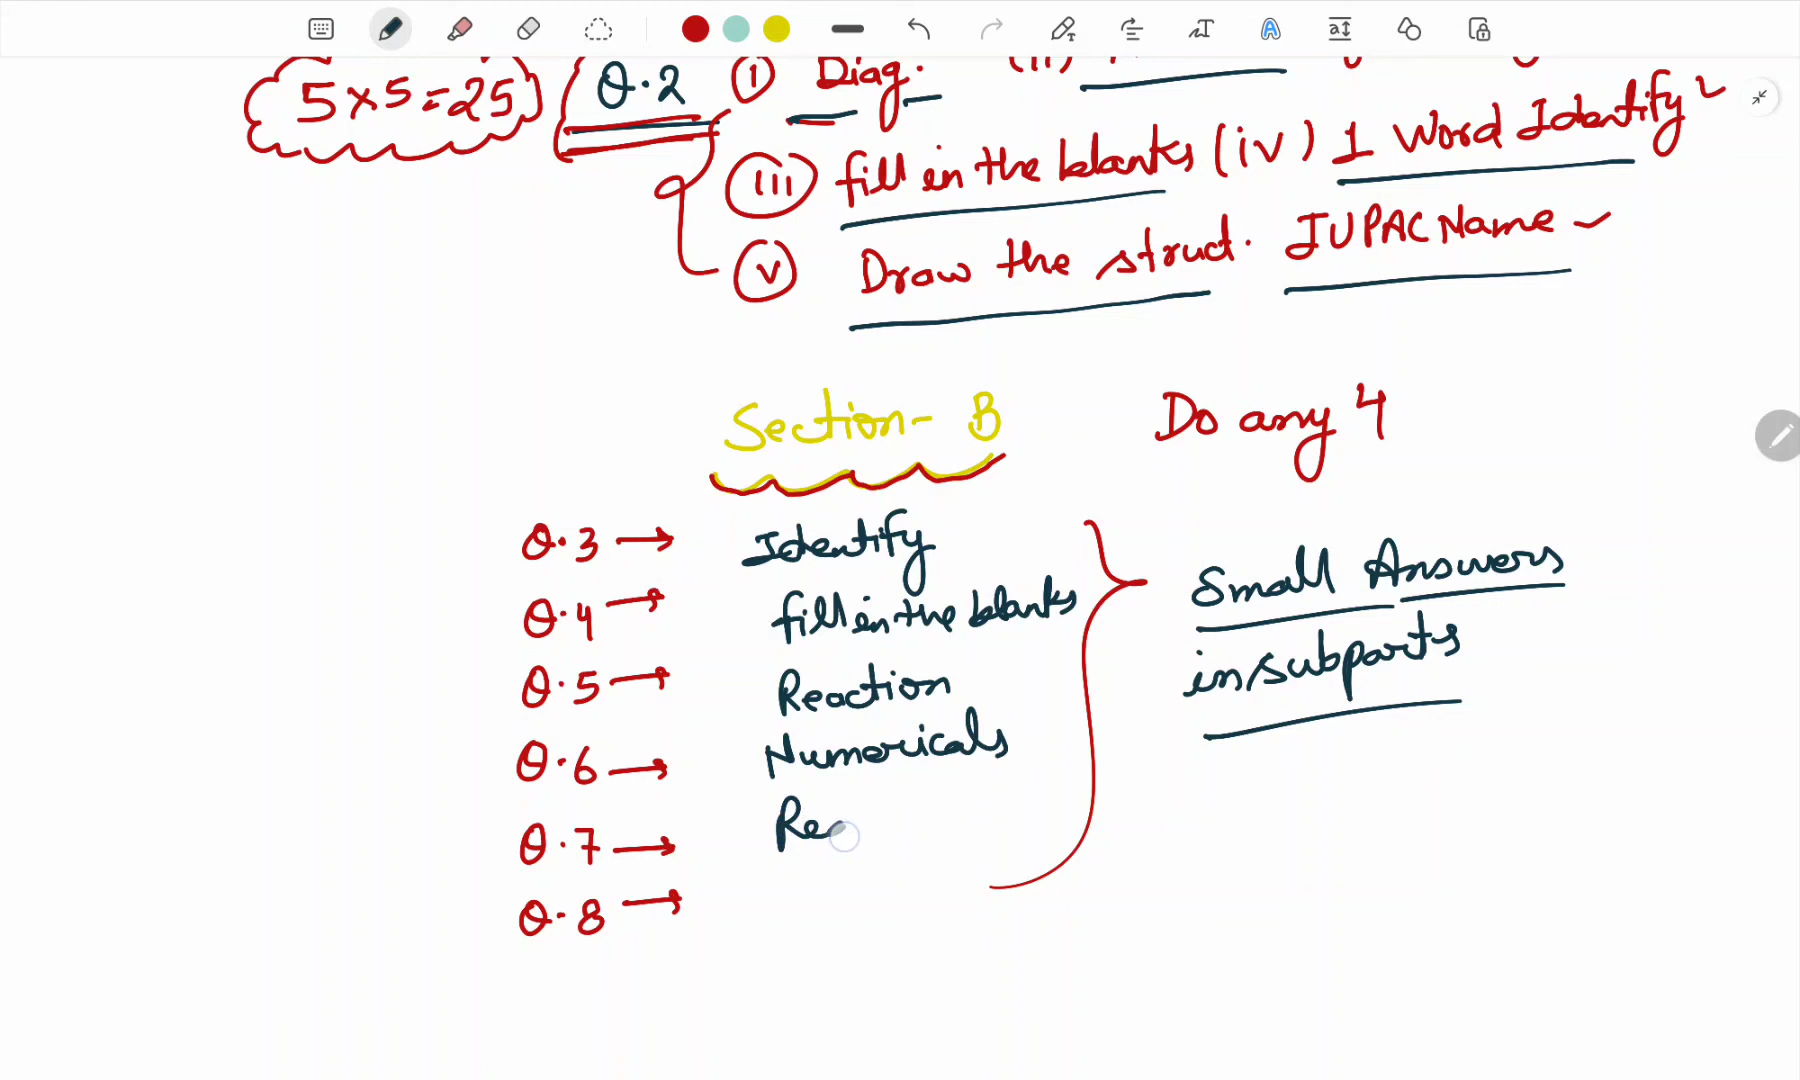 5 x 5 = 25 Q.2 (i) Diag. (ii)
(iii) fill in the blanks (iv) 1 Word Identify
(v) Draw the struct. IUPAC Name
Section - B Do any 4
Q.3 → Identify
Q.4 → fill in the blanks
Q.5 → Reaction
Q.6 → Numericals
Q.7 → Rea
Q.8 →
Small Answers
in subparts